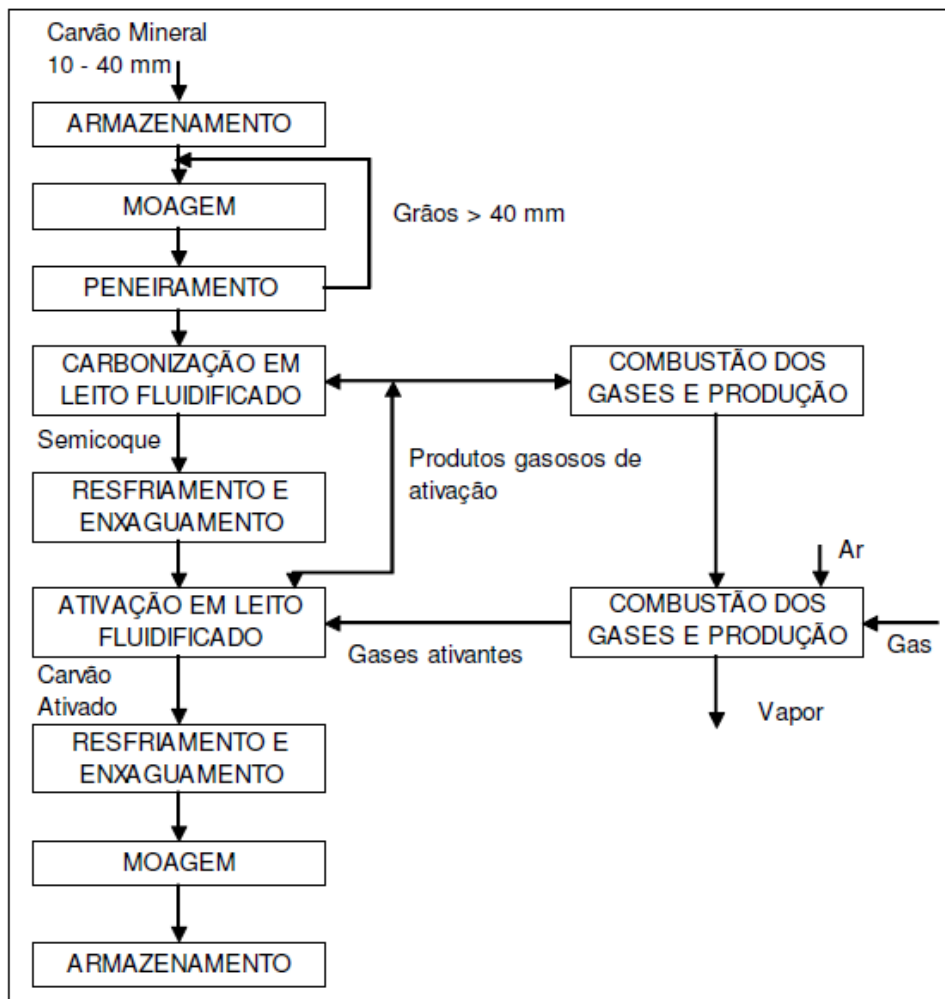 Carvão Mineral
10 - 40 mm
ARMAZENAMENTO
MOAGEM
Grãos > 40 mm
PENEIRAMENTO
CARBONIZAÇÃO EM
LEITO FLUIDIFICADO
COMBUSTÃO DOS
GASES E PRODUÇÃO
Semicoque
Produtos gasosos de
ativação
RESFRIAMENTO E
ENXAGUAMENTO
Ar
ATIVAÇÃO EM LEITO
FLUIDIFICADO
COMBUSTÃO DOS
GASES E PRODUÇÃO
Gases ativantes
Gas
Carvão
Ativado
Vapor
RESFRIAMENTO E
ENXAGUAMENTO
MOAGEM
ARMAZENAMENTO